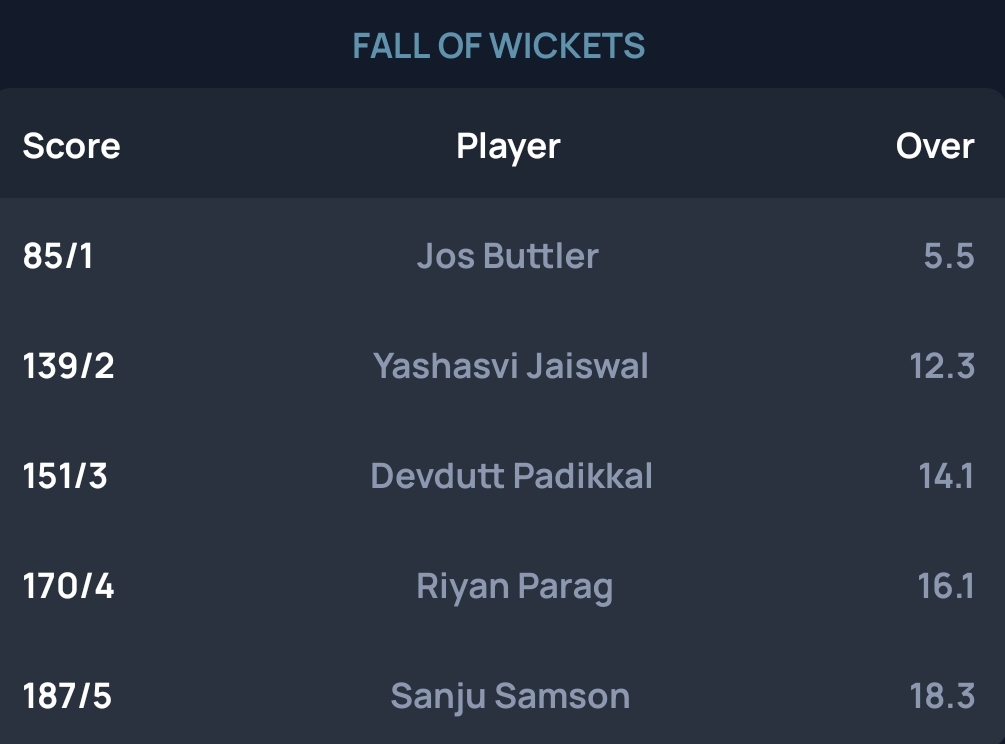 FALL OF WICKETS
Score Player Over
85/1 Jos Buttler 5.5
139/2 Yashasvi Jaiswal 12.3
151/3 Devdutt Padikkal 14.1
170/4 Riyan Parag 16.1
187/5 Sanju Samson 18.3